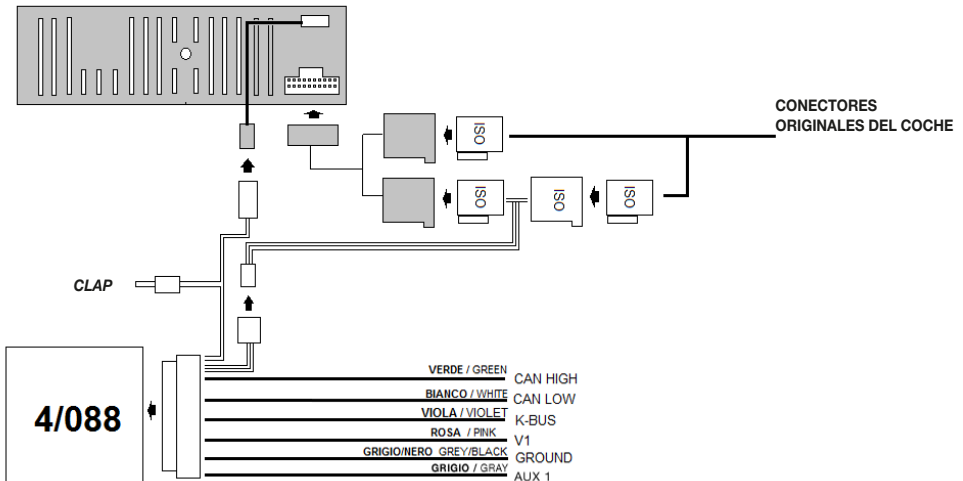 CONECTORES
ORIGINALES DEL COCHE
ISO
ISO
ISO
ISO
CLAP
4/088
VERDE / GREEN CAN HIGH
BIANCO / WHITE CAN LOW
VIOLA / VIOLET K-BUS
ROSA / PINK V1
GRIGIO/NERO GREY/BLACK GROUND
GRIGIO / GRAY AUX 1